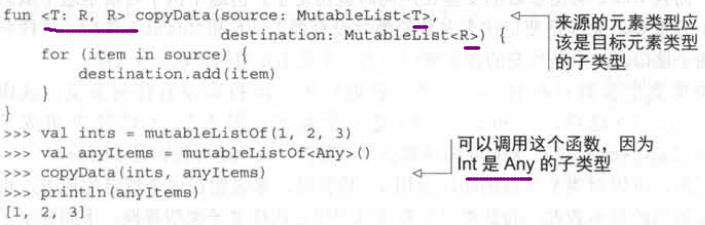 fun <T: R, R> copyData(source: MutableList<T>,
destination: MutableList<R>) {
for (item in source) {
destination.add(item)
}
}
>>> val ints = mutableListOf(1, 2, 3)
>>> val anyItems = mutableListOf<Any>()
>>> copyData(ints, anyItems)
>>> println(anyItems)
[1, 2, 3]
来源的元素类型应
该是目标元素类型
的子类型
可以调用这个函数，因为
Int 是 Any 的子类型